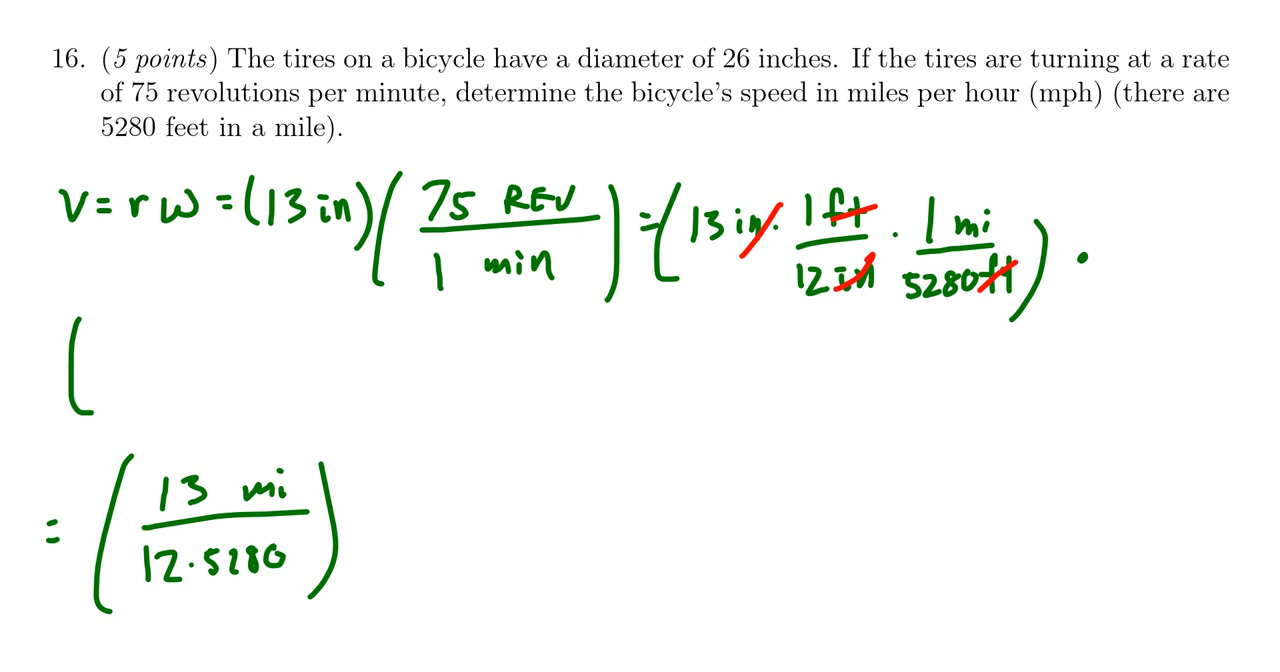 16. (5 points) The tires on a bicycle have a diameter of 26 inches. If the tires are turning at a rate
of 75 revolutions per minute, determine the bicycle's speed in miles per hour (mph) (there are
5280 feet in a mile).
V = r ω = (13 in) (75 REV / 1 min) = (13 in · 1 ft / 12 in · 1 mi / 5280 ft) ·
(
= (13 mi / 12·5280)